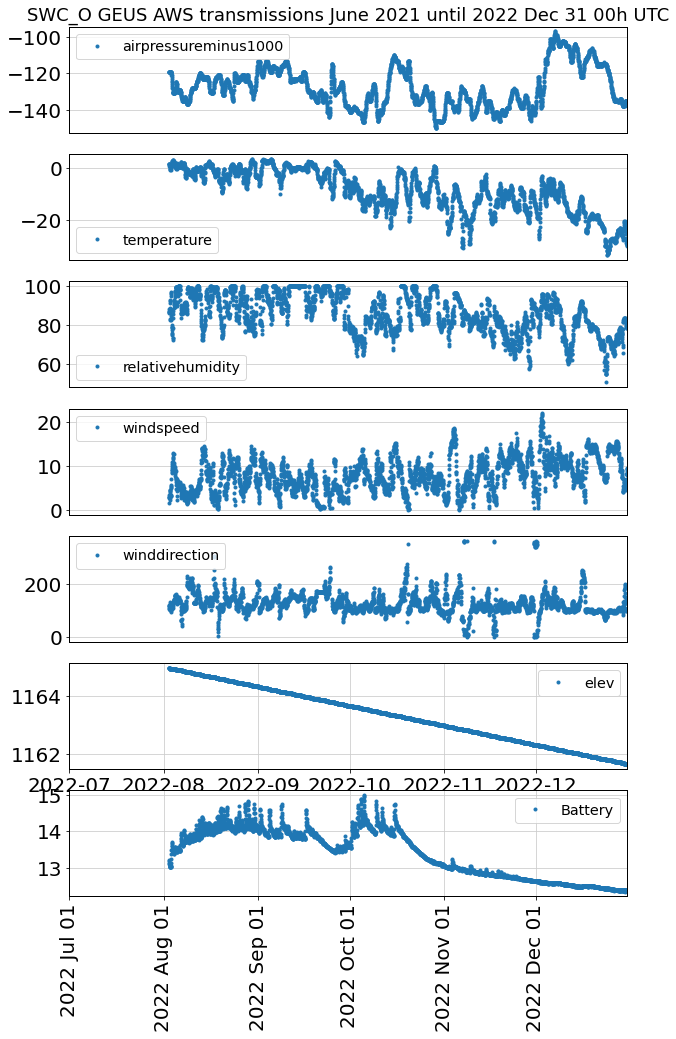 SWC_O GEUS AWS transmissions June 2021 until 2022 Dec 31 00h UTC
−100
−120
−140
airpressureminus1000
0
−20
temperature
100
80
60
relativehumidity
20
10
0
windspeed
200
0
winddirection
1164
1162
elev
2022-07 2022-08 2022-09 2022-10 2022-11 2022-12
15
14
13
Battery
2022 Jul 01
2022 Aug 01
2022 Sep 01
2022 Oct 01
2022 Nov 01
2022 Dec 01